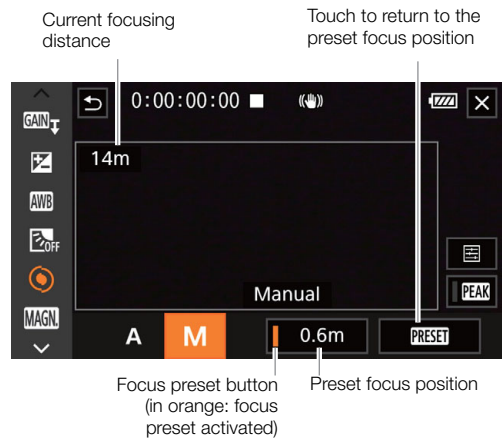 Current focusing
distance
Touch to return to the
preset focus position
0:00:00:00
GAIN
14m
AWB
OFF
Manual
PEAK
MAGN.
A
M
0.6m
PRESET
Focus preset button
(in orange: focus
preset activated)
Preset focus position